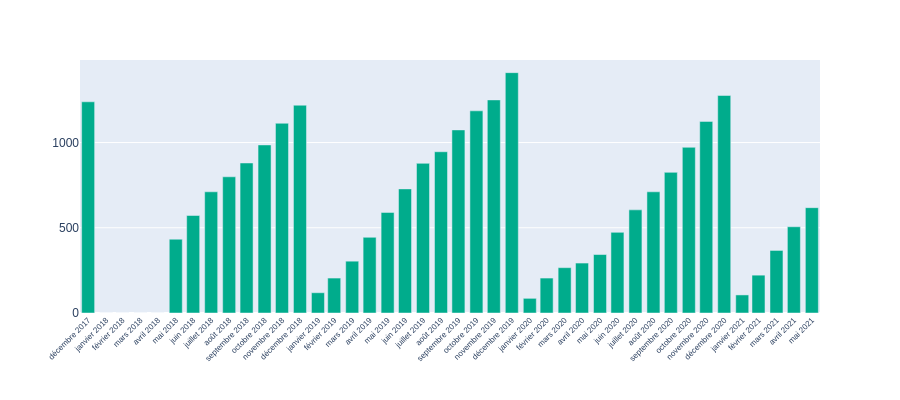 1000
500
0
décembre 2017
janvier 2018
février 2018
mars 2018
avril 2018
mai 2018
juin 2018
juillet 2018
août 2018
septembre 2018
octobre 2018
novembre 2018
décembre 2018
janvier 2019
février 2019
mars 2019
avril 2019
mai 2019
juin 2019
juillet 2019
août 2019
septembre 2019
octobre 2019
novembre 2019
décembre 2019
janvier 2020
février 2020
mars 2020
avril 2020
mai 2020
juin 2020
juillet 2020
août 2020
septembre 2020
octobre 2020
novembre 2020
décembre 2020
janvier 2021
février 2021
mars 2021
avril 2021
mai 2021